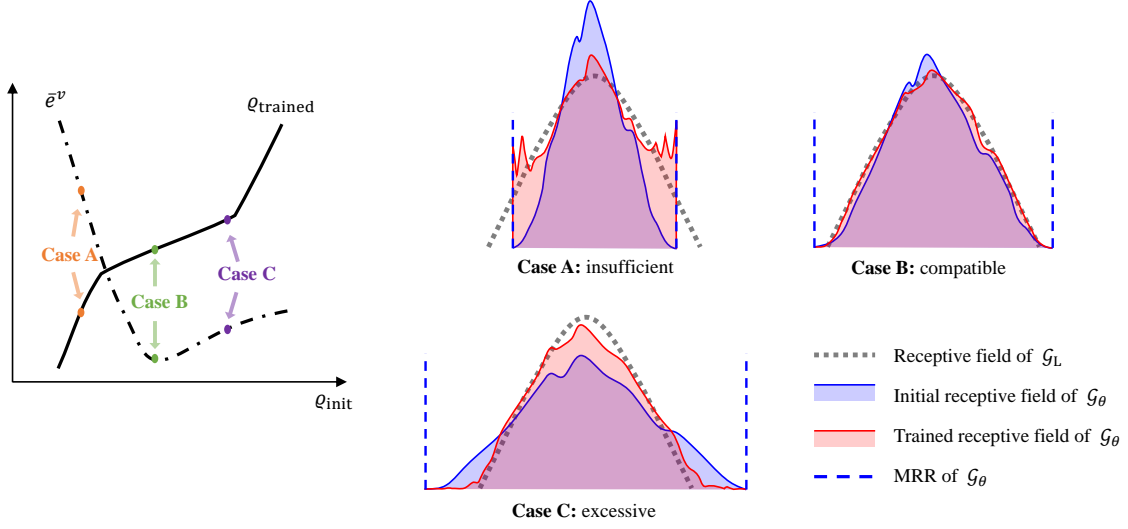 ē^v
ϱ_trained
Case A
Case B
Case C
ϱ_init
Case A: insufficient
Case B: compatible
Case C: excessive
Receptive field of 𝒢_L
Initial receptive field of 𝒢_θ
Trained receptive field of 𝒢_θ
MRR of 𝒢_θ